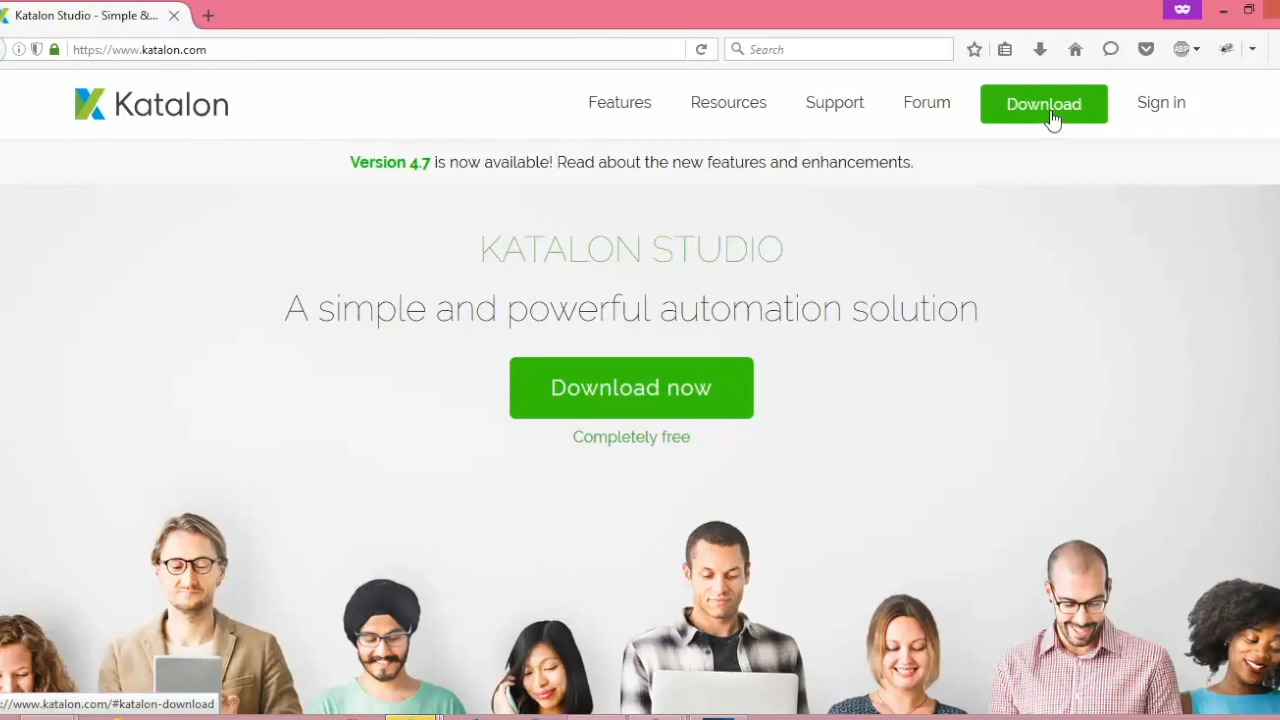 Katalon Studio - Simple &...
https://www.katalon.com
Search
ABP
Katalon
Features
Resources
Support
Forum
Download
Sign in
Version 4.7 is now available! Read about the new features and enhancements.
KATALON STUDIO
A simple and powerful automation solution
Download now
Completely free
://www.katalon.com/#katalon-download